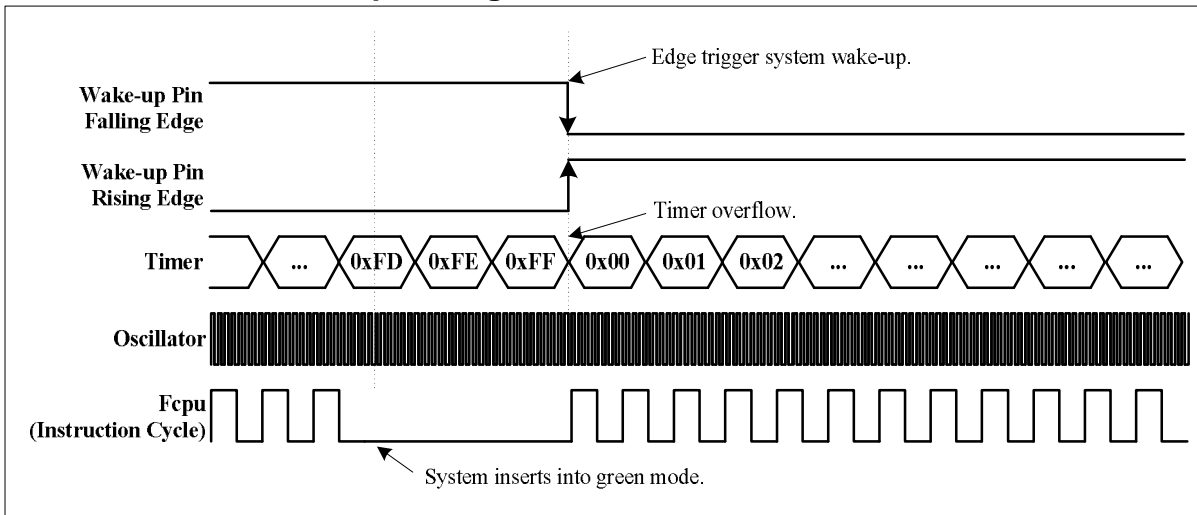 Edge trigger system wake-up.
Wake-up Pin
Falling Edge
Wake-up Pin
Rising Edge
Timer overflow.
Timer ... 0xFD 0xFE 0xFF 0x00 0x01 0x02 ... ... ... ... ...
Oscillator
Fcpu
(Instruction Cycle)
System inserts into green mode.